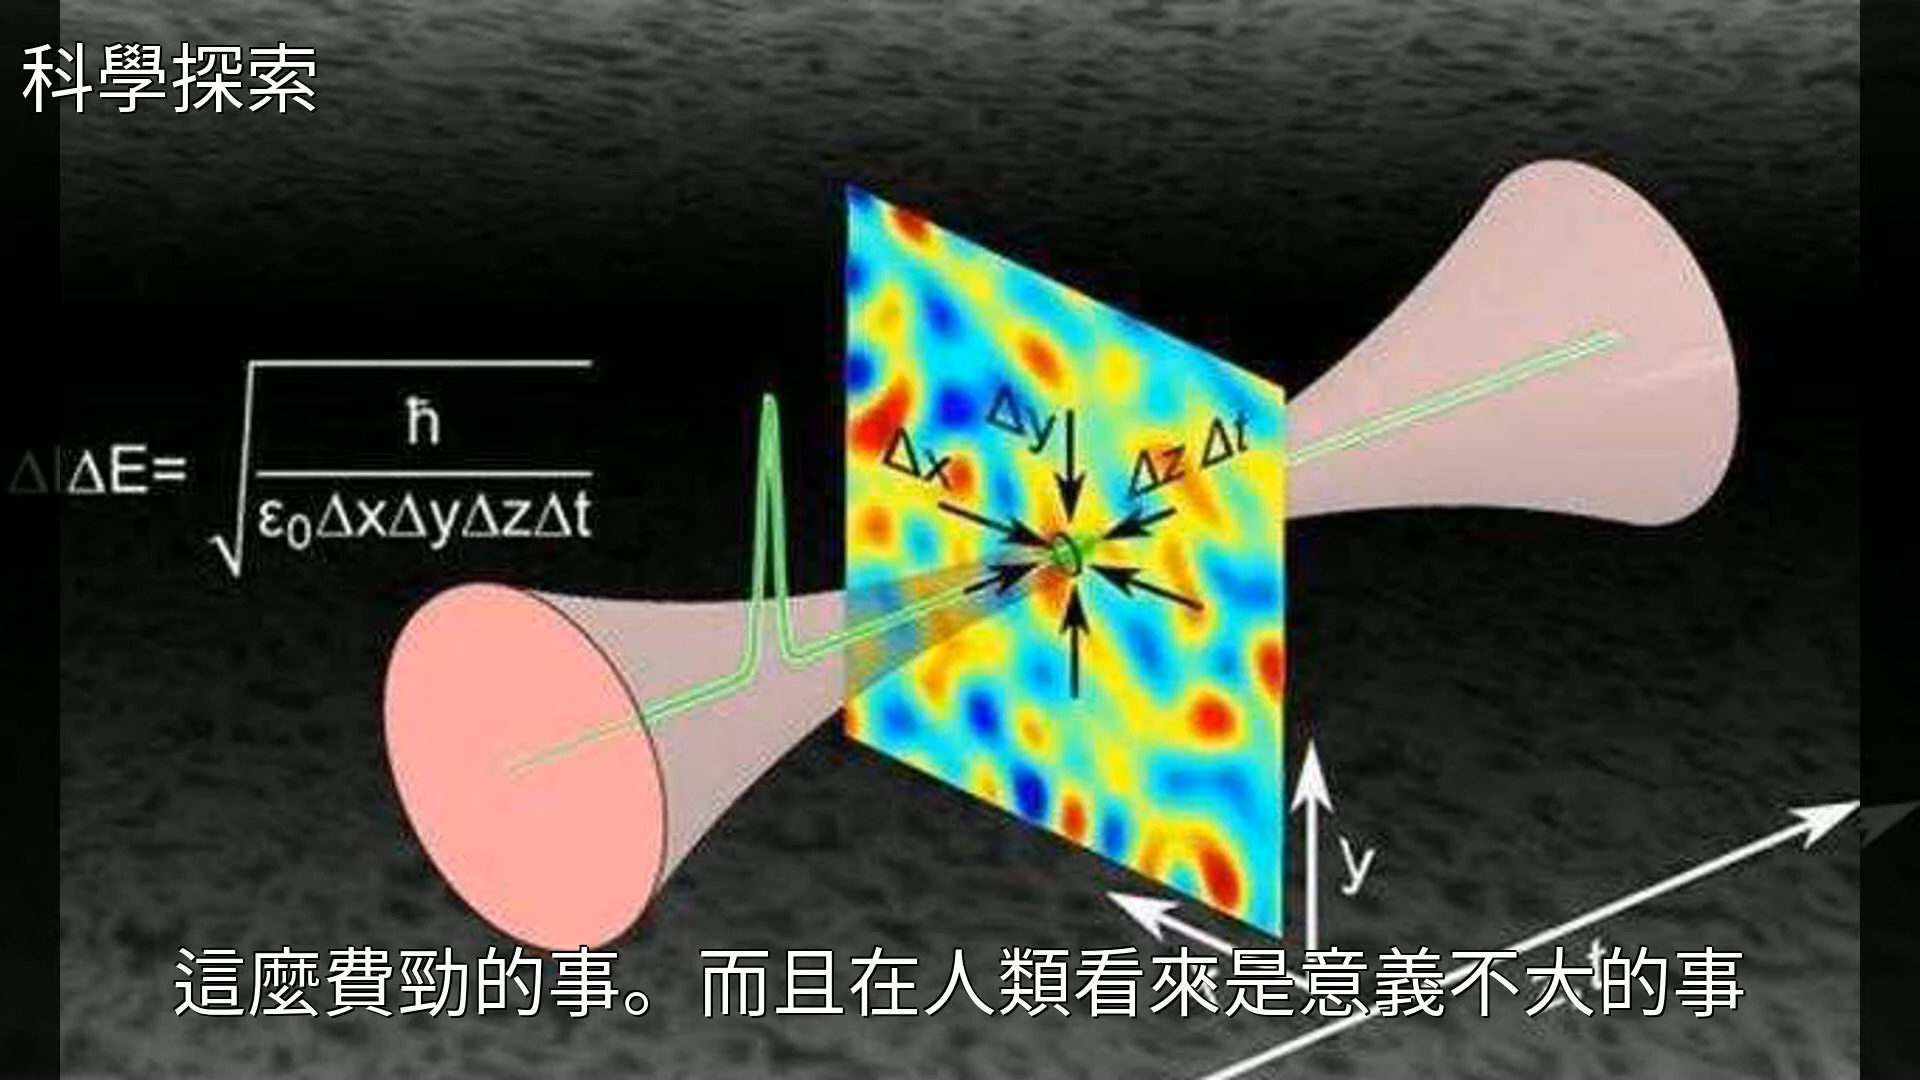 科學探索
ΔE=√(ħ/(ε₀ΔxΔyΔzΔt))
Δy
Δx
Δz Δt
y
t
這麼費勁的事。而且在人類看來是意義不大的事